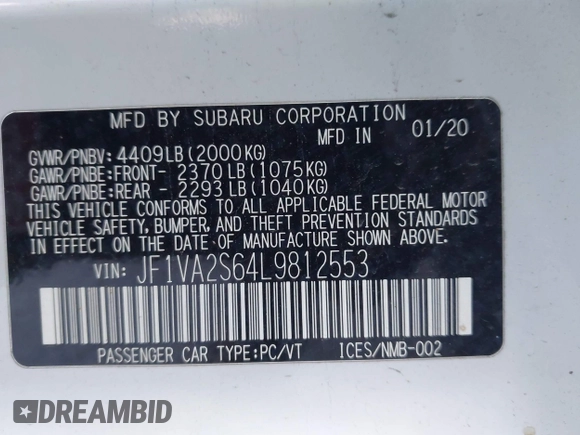 MFD BY SUBARU CORPORATION
MFD IN 01/20
GVWR/PNBV: 4409LB(2000KG)
GAWR/PNBE:FRONT- 2370LB(1075KG)
GAWR/PNBE:REAR - 2293LB(1040KG)
THIS VEHICLE CONFORMS TO ALL APPLICABLE FEDERAL MOTOR
VEHICLE SAFETY, BUMPER, AND THEFT PREVENTION STANDARDS
IN EFFECT ON THE DATE OF MANUFACTURE SHOWN ABOVE.
VIN: JF1VA2S64L9812553
PASSENGER CAR TYPE:PC/VT ICES/NMB-002
DREAMBID